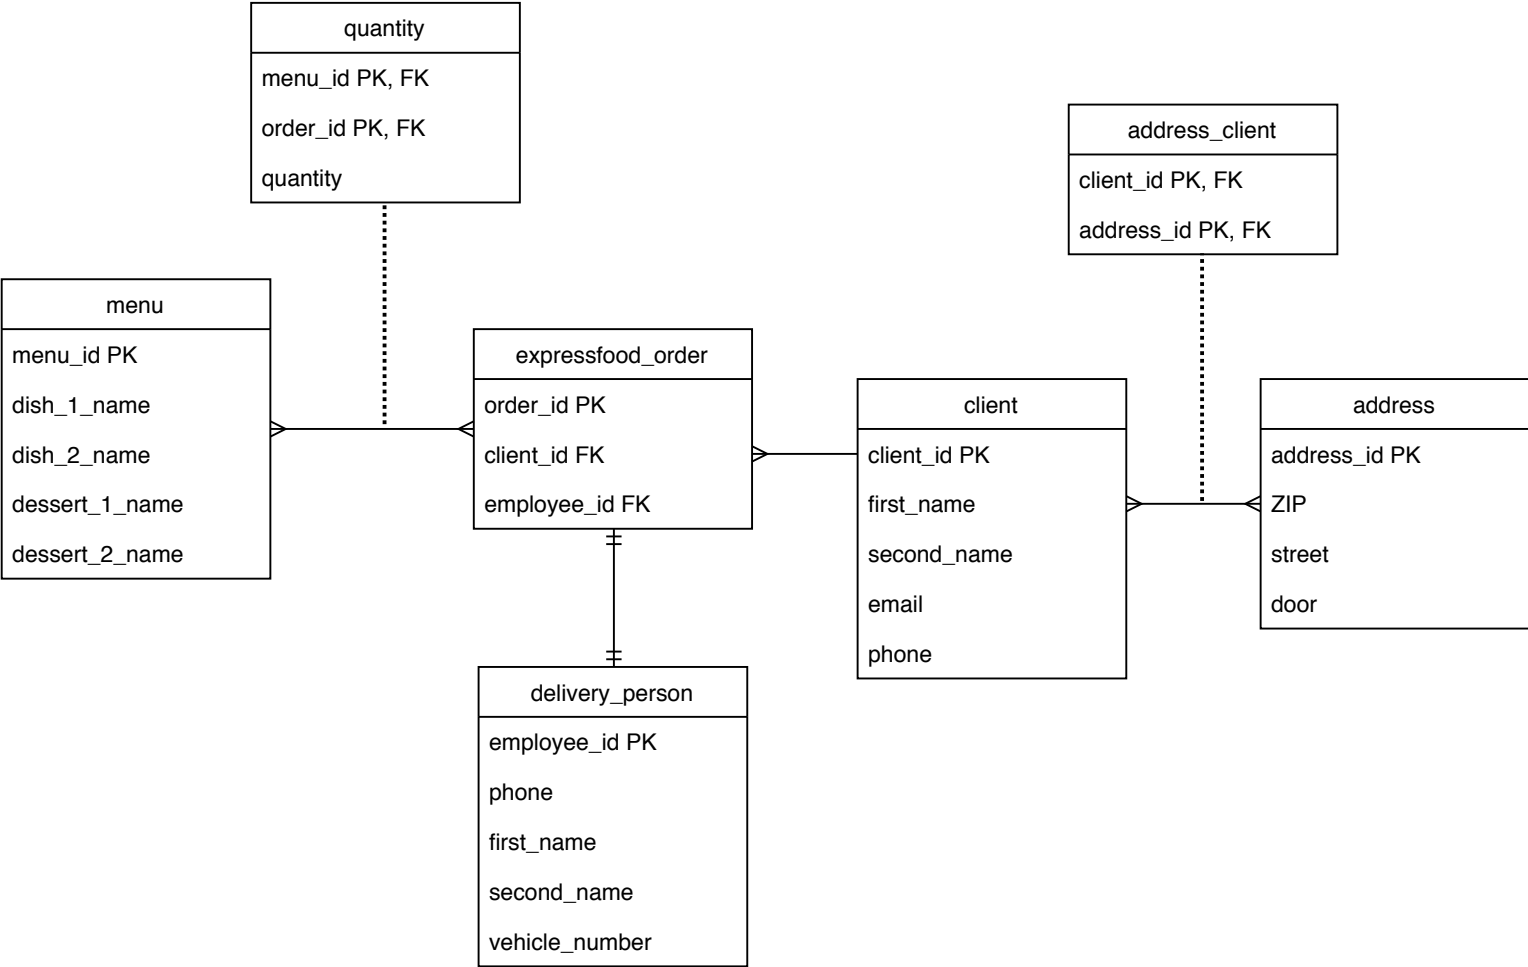 quantity
menu_id PK, FK
order_id PK, FK
quantity
address_client
client_id PK, FK
address_id PK, FK
menu
menu_id PK
dish_1_name
dish_2_name
dessert_1_name
dessert_2_name
expressfood_order
order_id PK
client_id FK
employee_id FK
client
client_id PK
first_name
second_name
email
phone
address
address_id PK
ZIP
street
door
delivery_person
employee_id PK
phone
first_name
second_name
vehicle_number